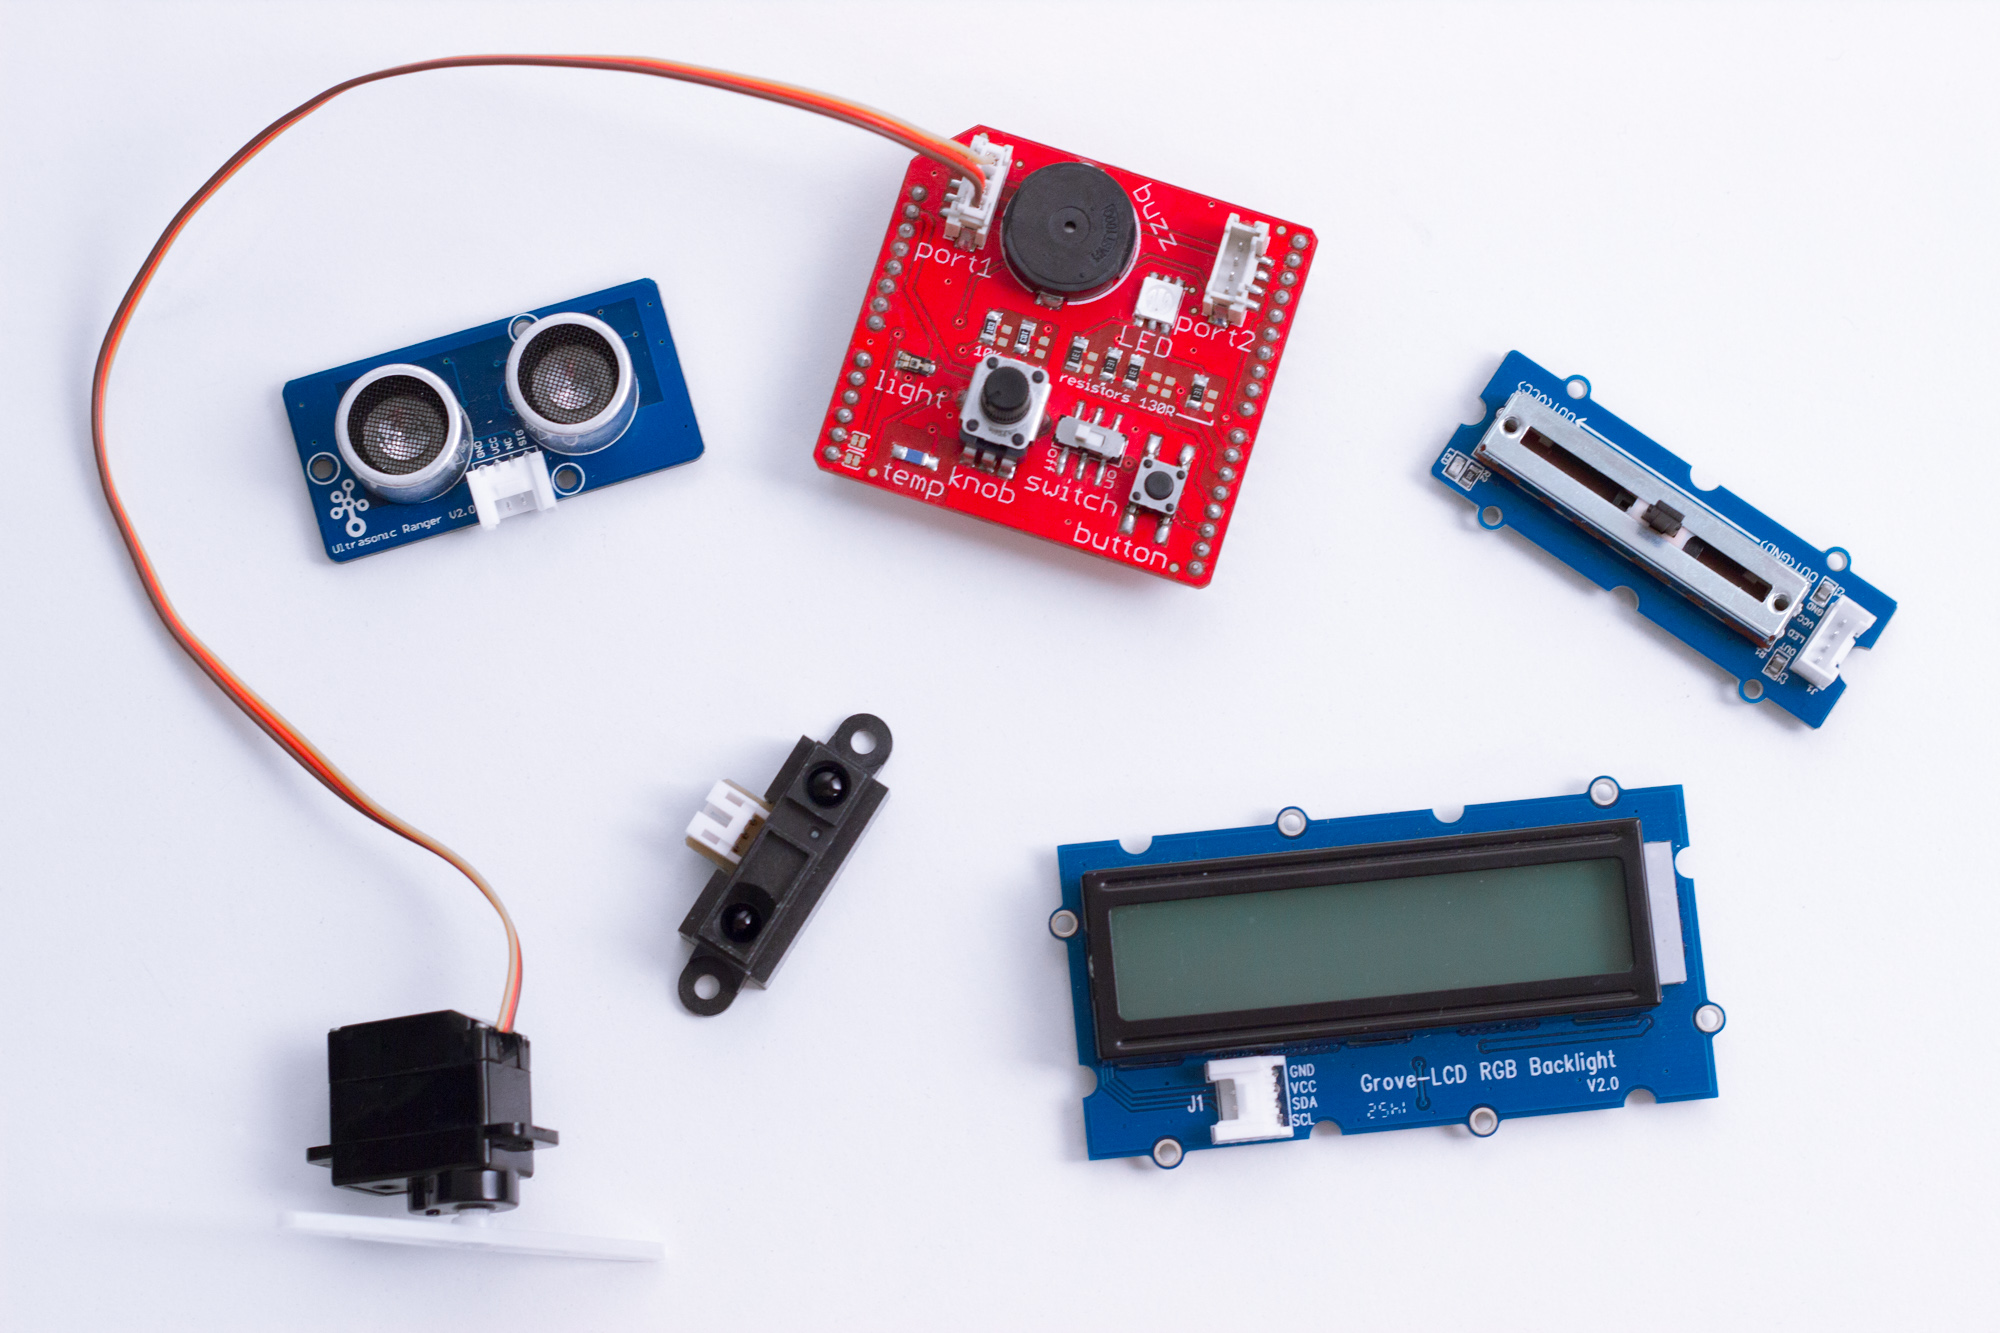 buzz
port1
LED
port2
light
10K
resistors 130R
temp
knob
off
on
switch
button
GND
VCC
NC
SIG
Ultrasonic Ranger V2.0
OUT(VCC)
OUT(GND)
GND
VCC
LED
OUT
J1
GND
VCC
SDA
SCL
J1
Grove-LCD RGB Backlight
V2.0